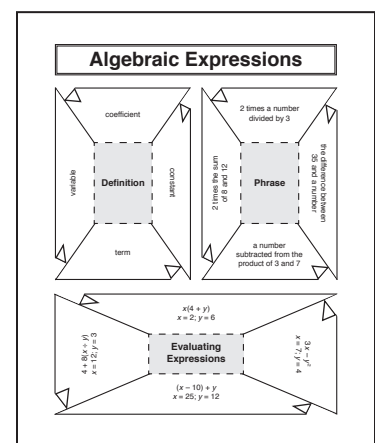 Algebraic Expressions
coefficient
variable
Definition
constant
term
2 times a number
divided by 3
2 times the sum
of 8 and 12
Phrase
the difference between
25 and a number
a number
subtracted from the
product of 3 and 7
x(4 + y)
x = 2; y = 6
4 + 8(x ÷ y)
x = 12; y = 3
Evaluating
Expressions
3x – y²
x = 7; y = 4
(x – 10) + y
x = 25; y = 12